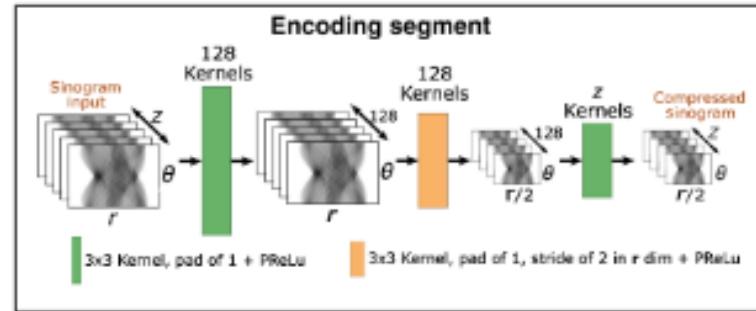 Encoding segment
128
Kernels
128
Kernels
z
Kernels
Sinogram
input
Compressed
sinogram
z
128
128
z
θ
θ
θ
θ
r
r
r/2
r/2
3x3 Kernel, pad of 1 + PReLu
3x3 Kernel, pad of 1, stride of 2 in r dim + PReLu